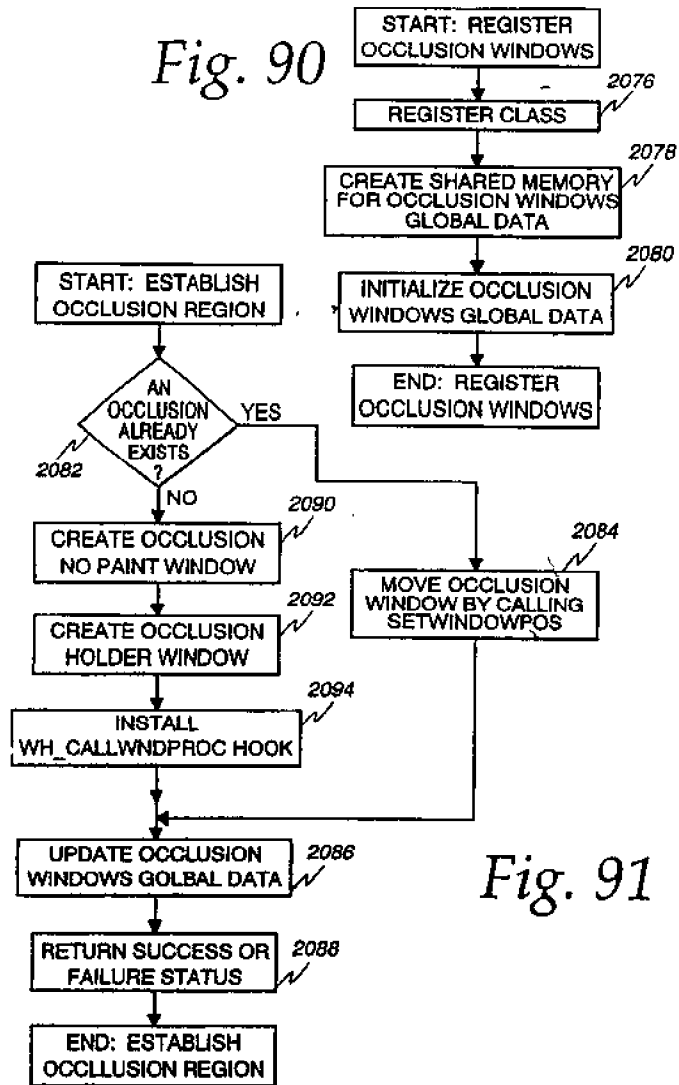 Fig. 90
START: REGISTER
OCCLUSION WINDOWS
2076
REGISTER CLASS
2078
CREATE SHARED MEMORY
FOR OCCLUSION WINDOWS
GLOBAL DATA
2080
INITIALIZE OCCLUSION
WINDOWS GLOBAL DATA
END: REGISTER
OCCLUSION WINDOWS
START: ESTABLISH
OCCLUSION REGION
AN
OCCLUSION
ALREADY
EXISTS
?
YES
2082
NO
2090
CREATE OCCLUSION
NO PAINT WINDOW
2084
MOVE OCCLUSION
WINDOW BY CALLING
SETWINDOWPOS
2092
CREATE OCCLUSION
HOLDER WINDOW
2094
INSTALL
WH_CALLWNDPROC HOOK
2086
UPDATE OCCLUSION
WINDOWS GOLBAL DATA
Fig. 91
2088
RETURN SUCCESS OR
FAILURE STATUS
END: ESTABLISH
OCCLLUSION REGION